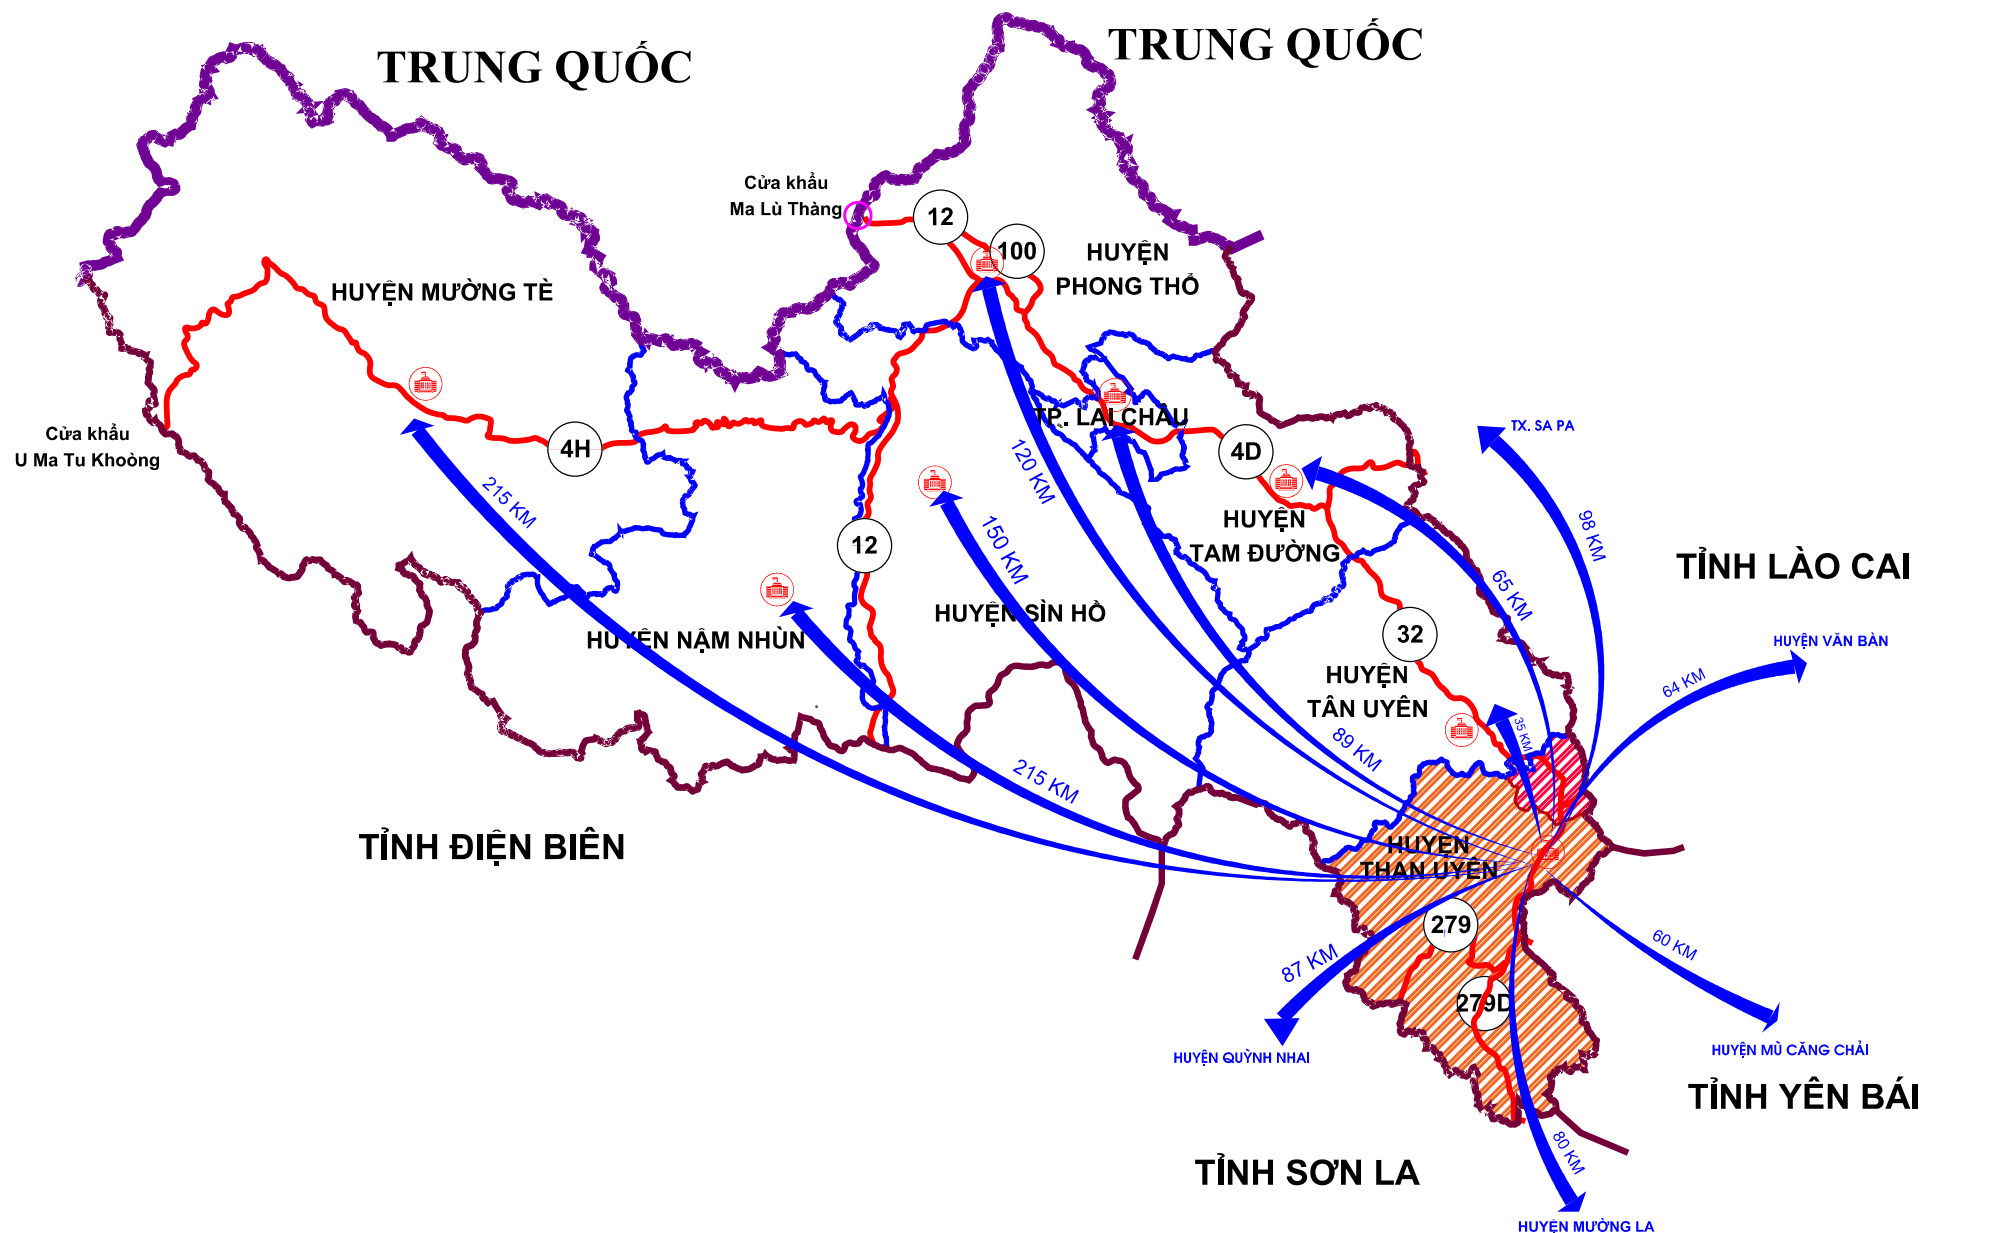 TRUNG QUỐC
TRUNG QUỐC
Cửa khẩu
Ma Lù Thàng
12
100
HUYỆN
PHONG THỔ
HUYỆN MƯỜNG TÈ
Cửa khẩu
U Ma Tu Khoòng
4H
TP. LAI CHÂU
4D
TX. SA PA
215 KM
120 KM
150 KM
98 KM
HUYỆN
TAM ĐƯỜNG
12
65 KM
TỈNH LÀO CAI
HUYỆN SÌN HỒ
HUYỆN NẬM NHÙN
32
HUYỆN VĂN BÀN
64 KM
HUYỆN
TÂN UYÊN
35 KM
89 KM
215 KM
TỈNH ĐIỆN BIÊN
HUYỆN
THAN UYÊN
279
87 KM
60 KM
279D
HUYỆN QUỲNH NHAI
HUYỆN MÙ CĂNG CHẢI
TỈNH YÊN BÁI
80 KM
TỈNH SƠN LA
HUYỆN MƯỜNG LA